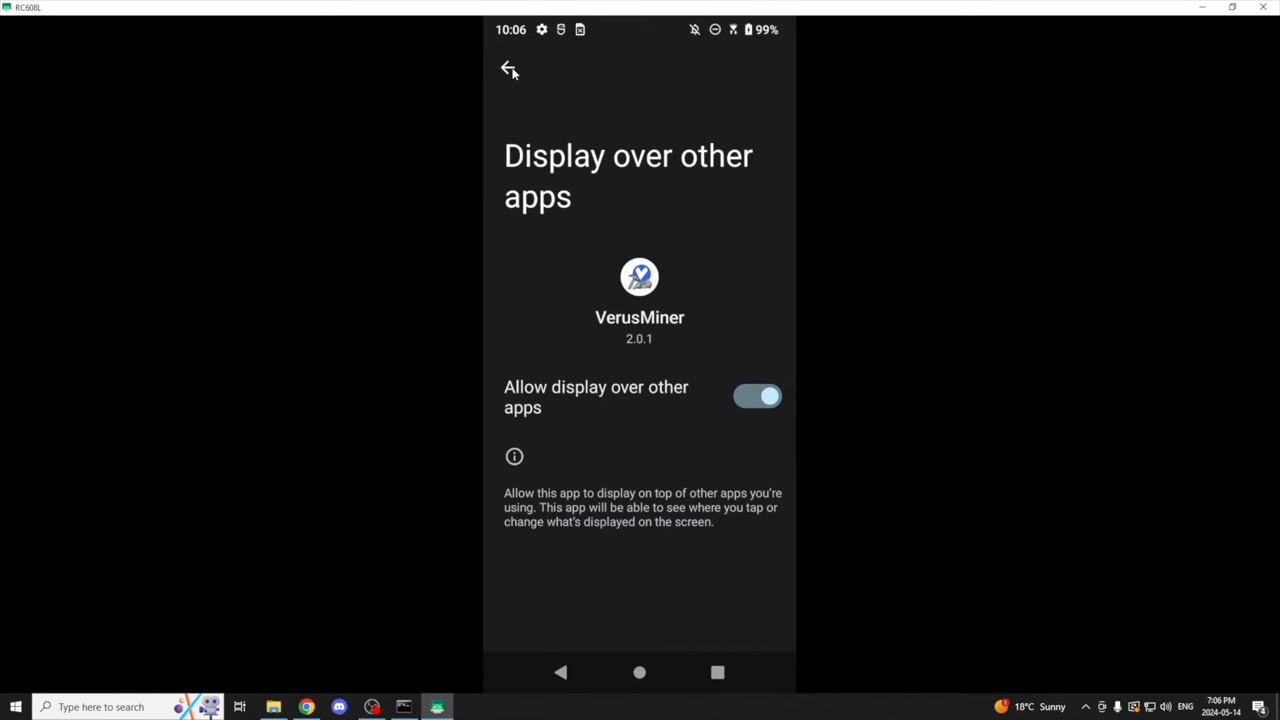 RC608L
10:06
99%
Display over other
apps
VerusMiner
2.0.1
Allow display over other
apps
Allow this app to display on top of other apps you're
using. This app will be able to see where you tap or
change what's displayed on the screen.
Type here to search
18°C Sunny
ENG
7:06 PM
2024-05-14